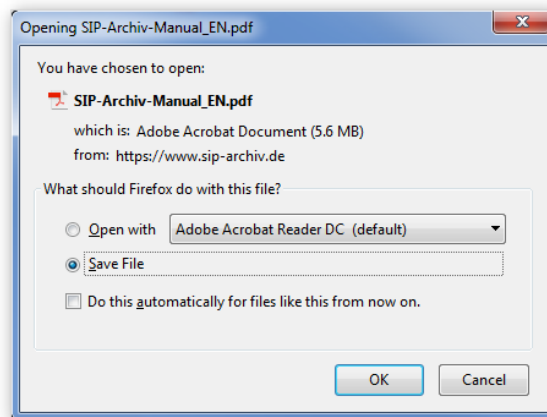 Opening SIP-Archiv-Manual_EN.pdf
You have chosen to open:
SIP-Archiv-Manual_EN.pdf
which is: Adobe Acrobat Document (5.6 MB)
from: https://www.sip-archiv.de
What should Firefox do with this file?
Open with Adobe Acrobat Reader DC (default)
Save File
Do this automatically for files like this from now on.
OK Cancel